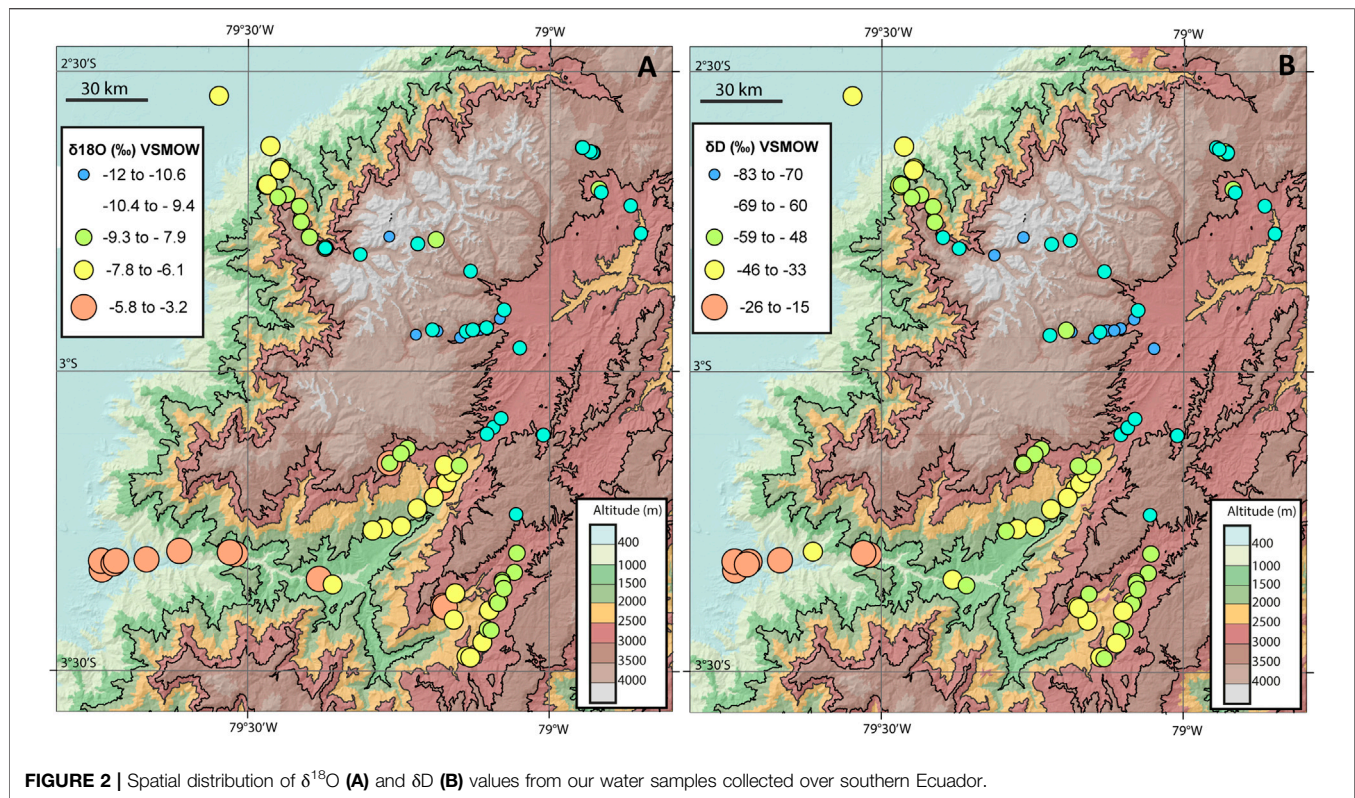 79°30'W
79°W
79°30'W
79°W
2°30'S
A
30 km
δ18O (‰) VSMOW
-12 to -10.6
-10.4 to - 9.4
-9.3 to - 7.9
-7.8 to -6.1
-5.8 to -3.2
3°S
3°30'S
Altitude (m)
400
1000
1500
2000
2500
3000
3500
4000
79°30'W
79°W
2°30'S
B
30 km
δD (‰) VSMOW
-83 to -70
-69 to - 60
-59 to - 48
-46 to -33
-26 to -15
3°S
3°30'S
Altitude (m)
400
1000
1500
2000
2500
3000
3500
4000
79°30'W
79°W
FIGURE 2 | Spatial distribution of δ¹⁸O (A) and δD (B) values from our water samples collected over southern Ecuador.